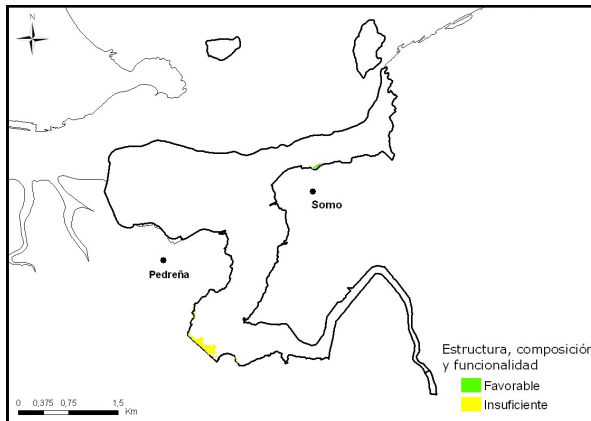 N
Somo
Pedreña
Estructura, composición
y funcionalidad
Favorable
Insuficiente
0 0,375 0,75 1,5
Km